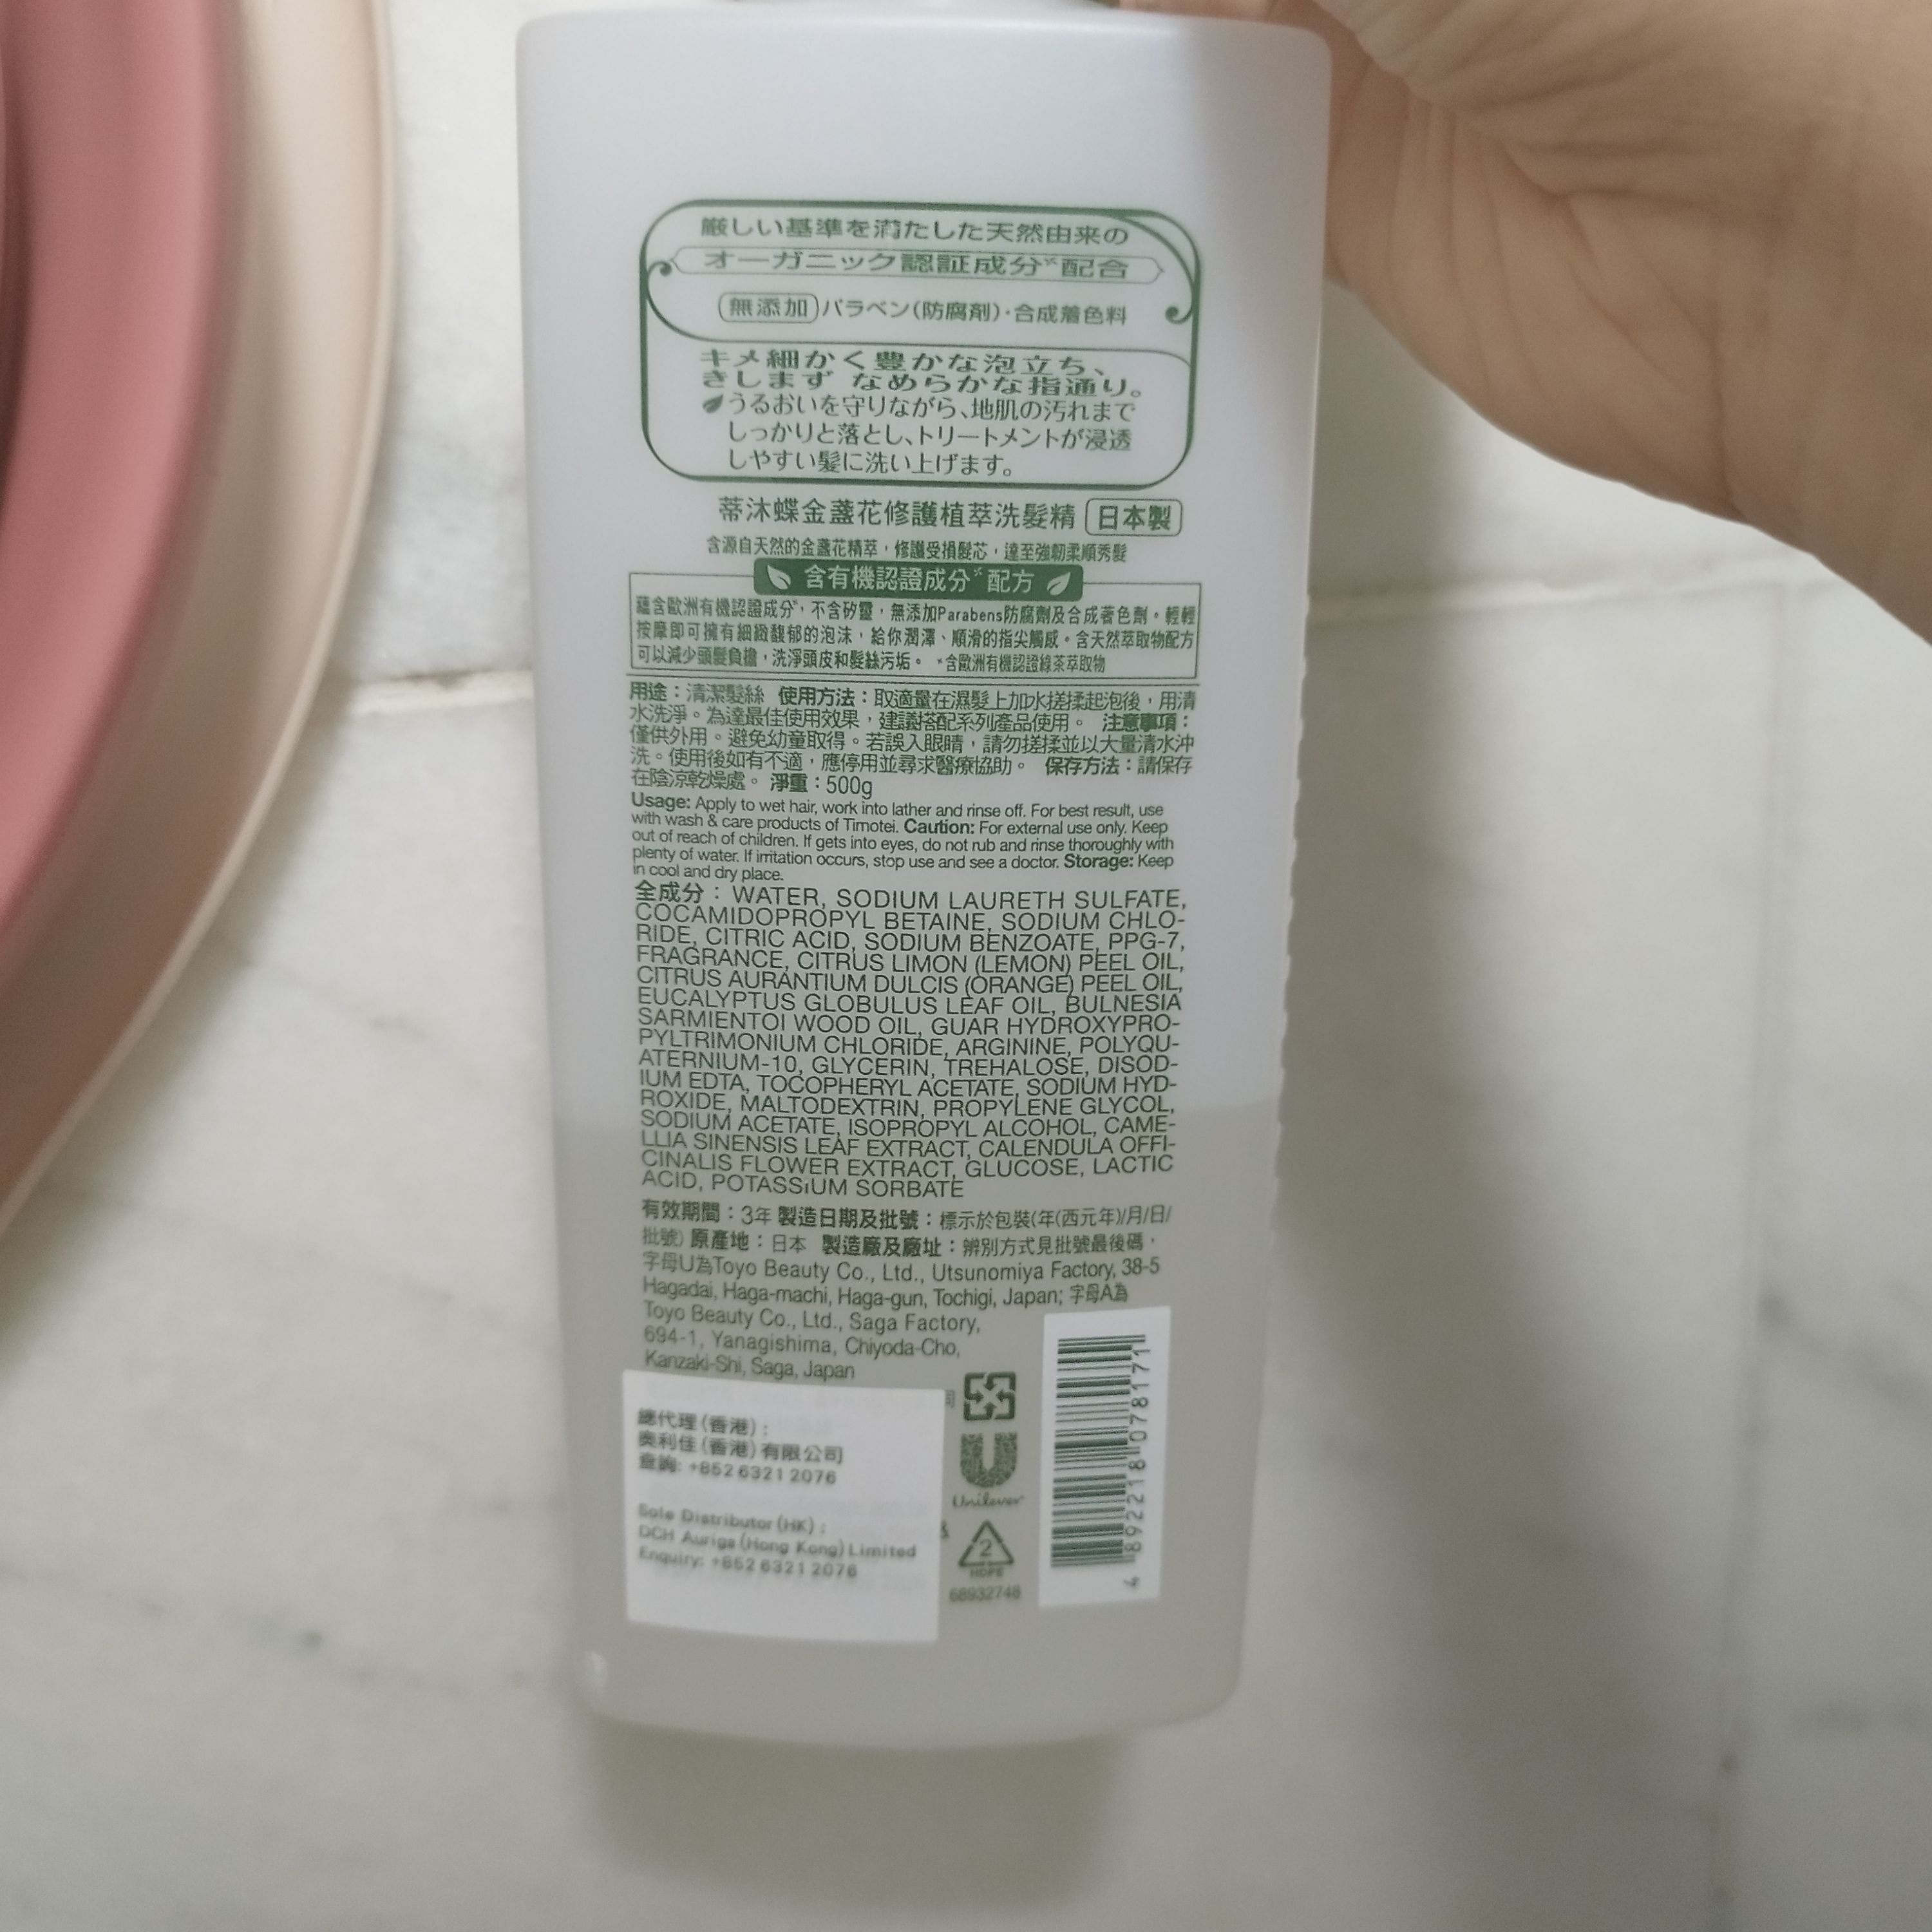 厳しい基準を満たした天然由来の
オーガニック認証成分※配合
無添加 パラベン(防腐剤)・合成着色料
キメ細かく豊かな泡立ち、
きしまず なめらかな指通り。
うるおいを守りながら、地肌の汚れまで
しっかりと落とし、トリートメントが浸透
しやすい髪に洗い上げます。
蒂沐蝶金盞花修護植萃洗髮精 日本製
含源自天然的金盞花精萃，修護受損髮芯，達至強韌柔順秀髮
含有機認證成分※配方
蘊含歐洲有機認證成分※，不含矽靈，無添加Parabens防腐劑及合成著色劑。輕輕
按摩即可擁有細緻馥郁的泡沫，給你潤澤、順滑的指尖觸感。含天然萃取物配方
可以減少頭髮負擔，洗淨頭皮和髮絲污垢。 ※含歐洲有機認證綠茶萃取物
用途：清潔髮絲 使用方法：取適量在濕髮上加水搓揉起泡後，用清
水洗淨。為達最佳使用效果，建議搭配系列產品使用。 注意事項：
僅供外用。避免幼童取得。若誤入眼睛，請勿搓揉並以大量清水沖
洗。使用後如有不適，應停用並尋求醫療協助。 保存方法：請保存
在陰涼乾燥處。 淨重：500g
Usage: Apply to wet hair, work into lather and rinse off. For best result, use
with wash & care products of Timotei. Caution: For external use only. Keep
out of reach of children. If gets into eyes, do not rub and rinse thoroughly with
plenty of water. If irritation occurs, stop use and see a doctor. Storage: Keep
in cool and dry place.
全成分：WATER, SODIUM LAURETH SULFATE,
COCAMIDOPROPYL BETAINE, SODIUM CHLO-
RIDE, CITRIC ACID, SODIUM BENZOATE, PPG-7,
FRAGRANCE, CITRUS LIMON (LEMON) PEEL OIL,
CITRUS AURANTIUM DULCIS (ORANGE) PEEL OIL,
EUCALYPTUS GLOBULUS LEAF OIL, BULNESIA
SARMIENTOI WOOD OIL, GUAR HYDROXYPRO-
PYLTRIMONIUM CHLORIDE, ARGININE, POLYQU-
ATERNIUM-10, GLYCERIN, TREHALOSE, DISOD-
IUM EDTA, TOCOPHERYL ACETATE, SODIUM HYD-
ROXIDE, MALTODEXTRIN, PROPYLENE GLYCOL,
SODIUM ACETATE, ISOPROPYL ALCOHOL, CAME-
LLIA SINENSIS LEAF EXTRACT, CALENDULA OFFI-
CINALIS FLOWER EXTRACT, GLUCOSE, LACTIC
ACID, POTASSIUM SORBATE
有效期間：3年 製造日期及批號：標示於包裝(年(西元年)/月/日/
批號) 原產地：日本 製造廠及廠址：辨別方式見批號最後碼，
字母U為Toyo Beauty Co., Ltd., Utsunomiya Factory, 38-5
Hagadai, Haga-machi, Haga-gun, Tochigi, Japan; 字母A為
Toyo Beauty Co., Ltd., Saga Factory,
694-1, Yanagishima, Chiyoda-Cho,
Kanzaki-Shi, Saga, Japan
總代理(香港)：
奧利佳(香港)有限公司
查詢: +852 6321 2076
Sole Distributor (HK) :
DCH Auriga (Hong Kong) Limited
Enquiry: +852 6321 2076
Unilever
2
HDPE
68932748
4 892218 078171